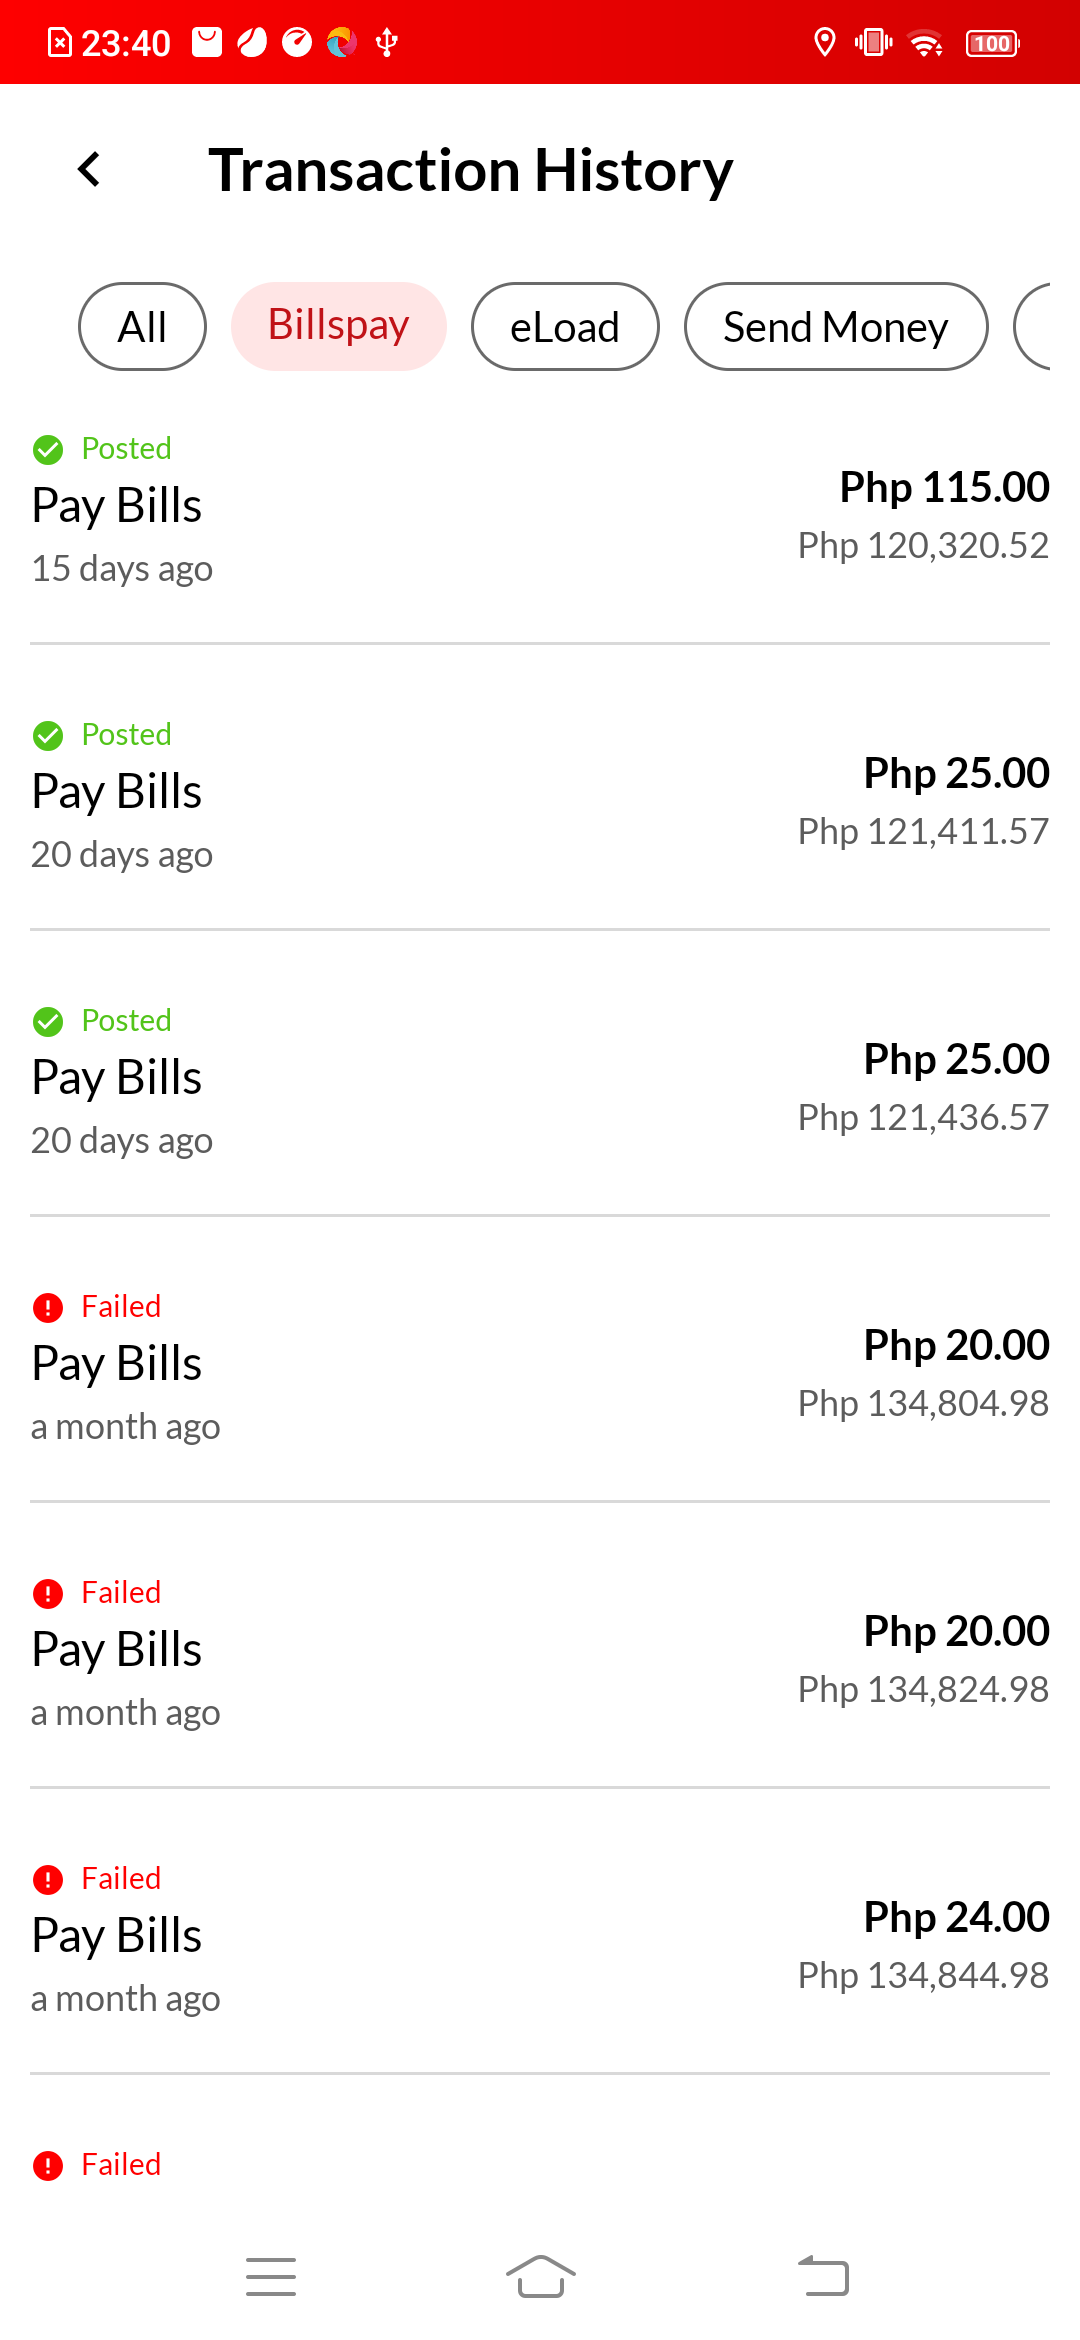 23:40
100
Transaction History
All
Billspay
eLoad
Send Money
Posted
Pay Bills
15 days ago
Php 115.00
Php 120,320.52
Posted
Pay Bills
20 days ago
Php 25.00
Php 121,411.57
Posted
Pay Bills
20 days ago
Php 25.00
Php 121,436.57
Failed
Pay Bills
a month ago
Php 20.00
Php 134,804.98
Failed
Pay Bills
a month ago
Php 20.00
Php 134,824.98
Failed
Pay Bills
a month ago
Php 24.00
Php 134,844.98
Failed